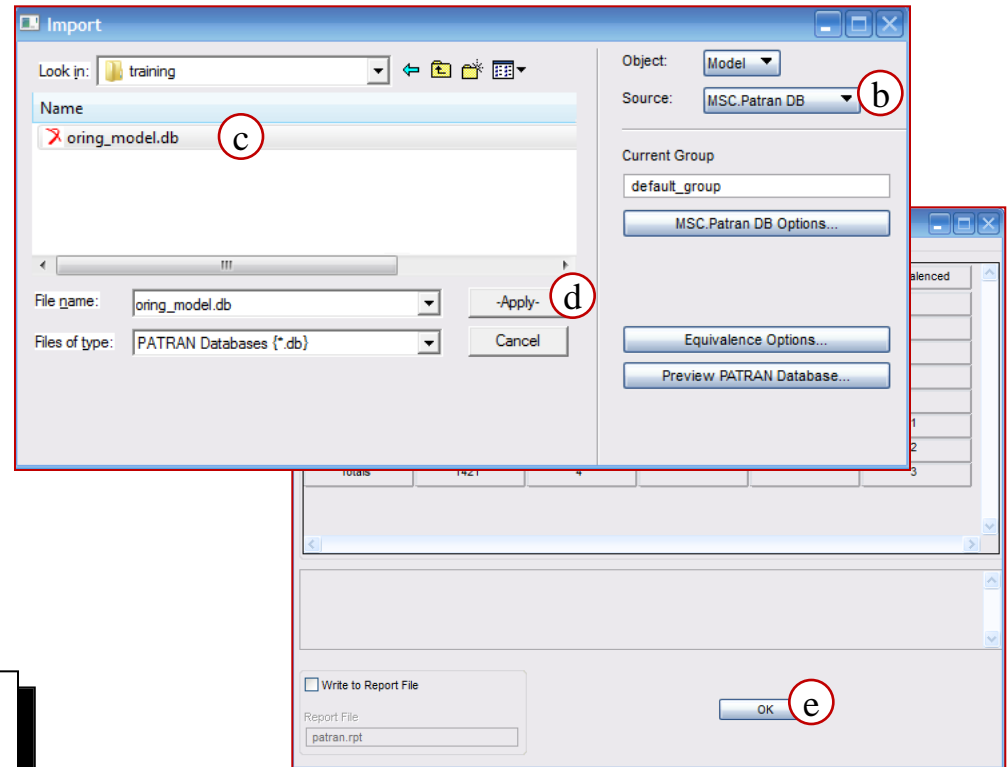 Import
Look in: training
Name
oring_model.db
c
File name: oring_model.db
-Apply-
d
Files of type: PATRAN Databases {*.db}
Cancel
Object: Model
Source: MSC.Patran DB
b
Current Group
default_group
MSC.Patran DB Options...
Equivalence Options...
Preview PATRAN Database...
alenced
1
2
Totals 1421 4 3
Write to Report File
Report File
patran.rpt
OK
e